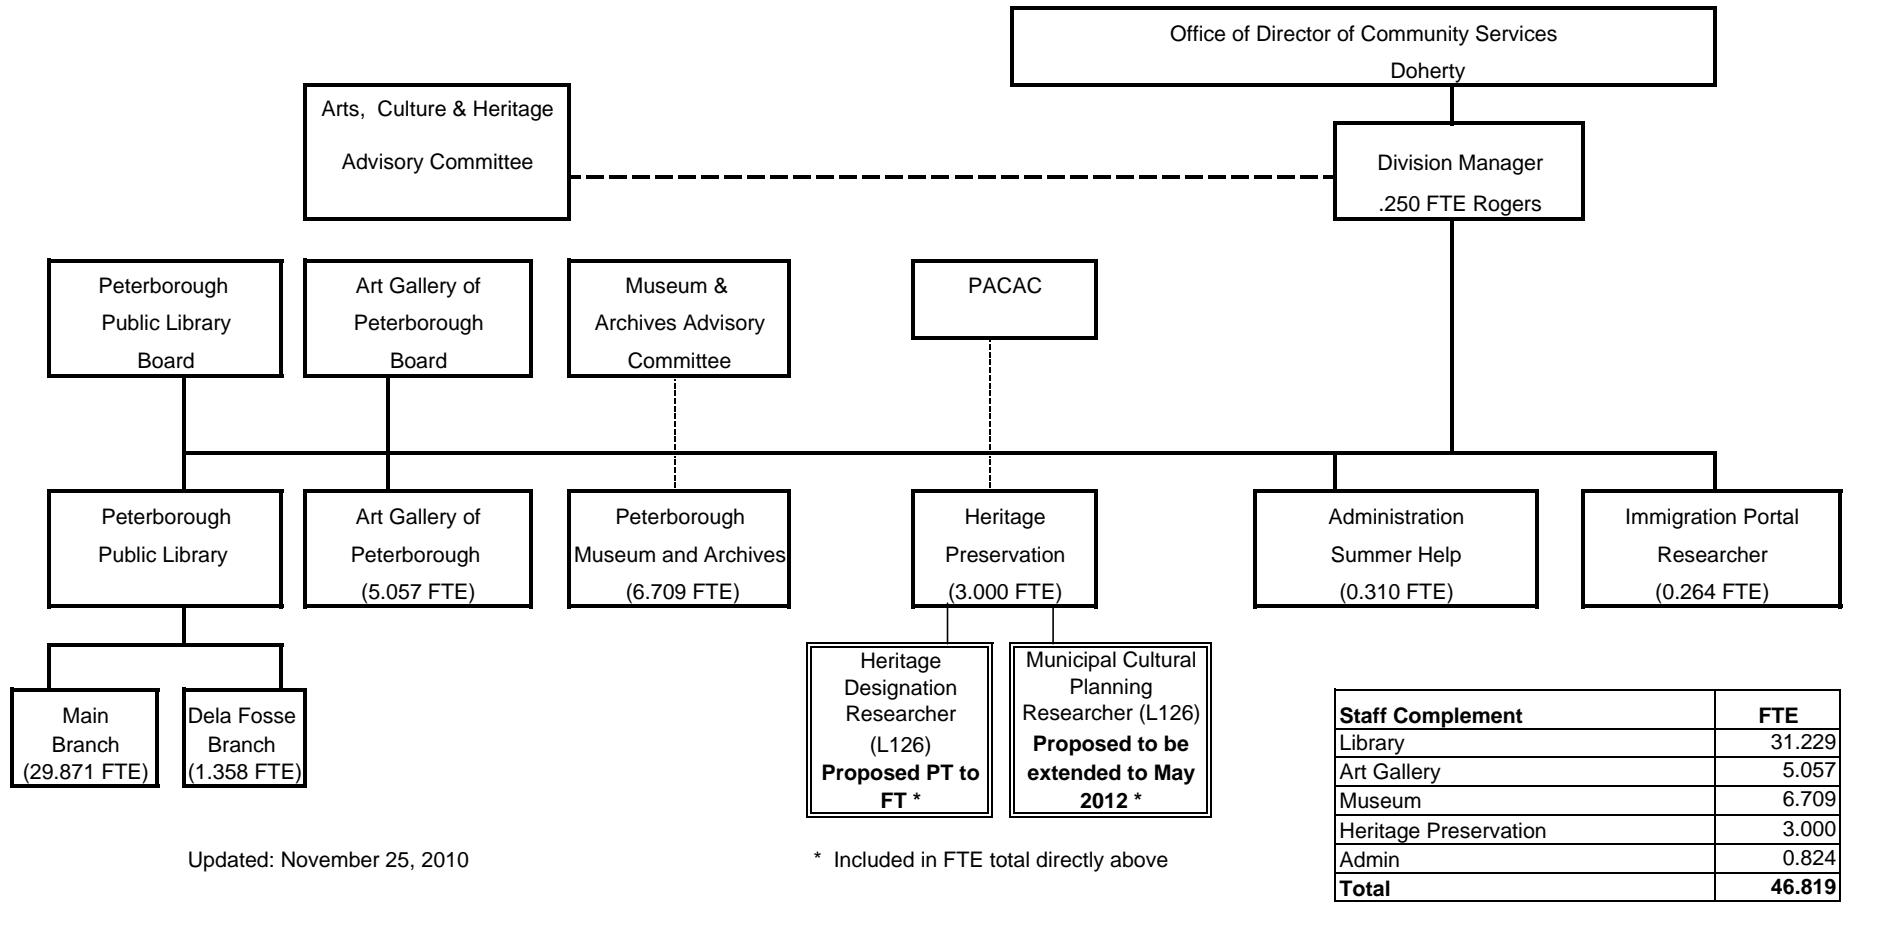 Office of Director of Community Services
Doherty
Arts, Culture & Heritage
Advisory Committee
Division Manager
.250 FTE Rogers
Peterborough
Public Library
Board
Art Gallery of
Peterborough
Board
Museum &
Archives Advisory
Committee
PACAC
Peterborough
Public Library
Art Gallery of
Peterborough
(5.057 FTE)
Peterborough
Museum and Archives
(6.709 FTE)
Heritage
Preservation
(3.000 FTE)
Administration
Summer Help
(0.310 FTE)
Immigration Portal
Researcher
(0.264 FTE)
Main
Branch
(29.871 FTE)
Dela Fosse
Branch
(1.358 FTE)
Heritage
Designation
Researcher
(L126)
Proposed PT to
FT *
Municipal Cultural
Planning
Researcher (L126)
Proposed to be
extended to May
2012 *
Staff Complement FTE
Library 31.229
Art Gallery 5.057
Museum 6.709
Heritage Preservation 3.000
Admin 0.824
Total 46.819
Updated: November 25, 2010
* Included in FTE total directly above